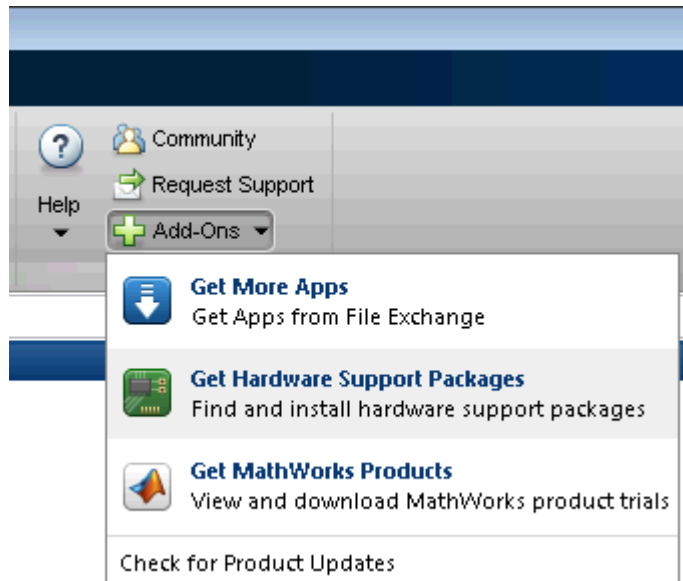 Community
Request Support
Help
Add-Ons
Get More Apps
Get Apps from File Exchange
Get Hardware Support Packages
Find and install hardware support packages
Get MathWorks Products
View and download MathWorks product trials
Check for Product Updates